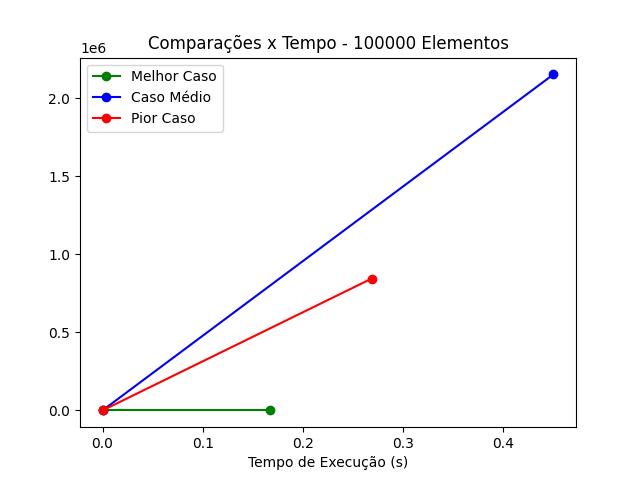 Comparações x Tempo - 100000 Elementos
1e6
Melhor Caso
Caso Médio
Pior Caso
2.0
1.5
1.0
0.5
0.0
0.0 0.1 0.2 0.3 0.4
Tempo de Execução (s)